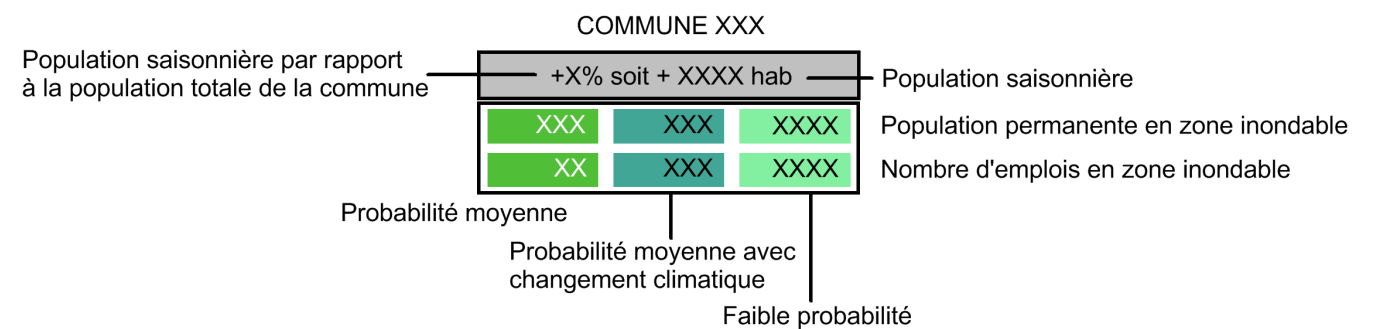 COMMUNE XXX
Population saisonnière par rapport
à la population totale de la commune
+X% soit + XXXX hab
Population saisonnière
XXX XXX XXXX
Population permanente en zone inondable
XX XXX XXXX
Nombre d'emplois en zone inondable
Probabilité moyenne
Probabilité moyenne avec
changement climatique
Faible probabilité